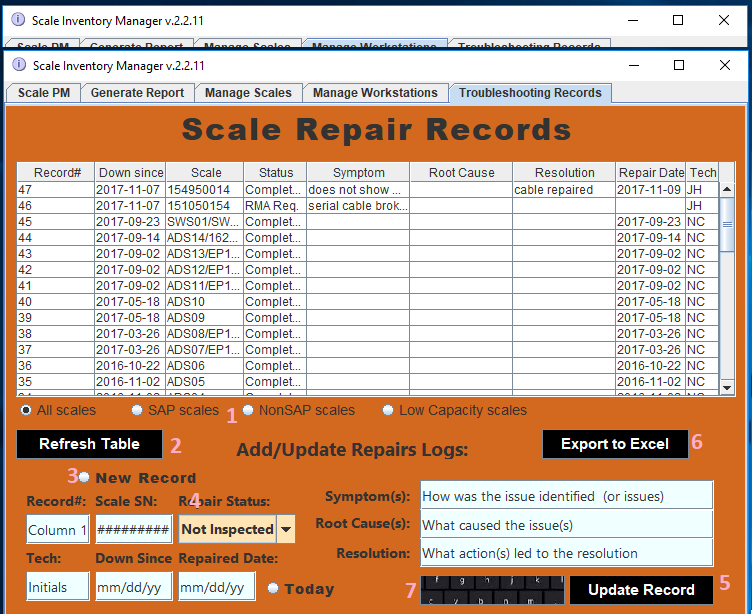 Scale Inventory Manager v.2.2.11
Scale PM Generate Report Manage Scales Manage Workstations Troubleshooting Records
Scale Inventory Manager v.2.2.11
Scale PM Generate Report Manage Scales Manage Workstations Troubleshooting Records
Scale Repair Records
Record# Down since Scale Status Symptom Root Cause Resolution Repair Date Tech
47 2017-11-07 154950014 Complet... does not show ... cable repaired 2017-11-09 JH
46 2017-11-07 151050154 RMA Req. serial cable brok... JH
45 2017-09-23 SWS01/SW... Complet... 2017-09-23 NC
44 2017-09-14 ADS14/162... Complet... 2017-09-14 NC
43 2017-09-02 ADS13/EP1... Complet... 2017-09-02 NC
42 2017-09-02 ADS12/EP1... Complet... 2017-09-02 NC
41 2017-09-02 ADS11/EP1... Complet... 2017-09-02 NC
40 2017-05-18 ADS10 Complet... 2017-05-18 NC
39 2017-05-18 ADS09 Complet... 2017-05-18 NC
38 2017-03-26 ADS08/EP1... Complet... 2017-03-26 NC
37 2017-03-26 ADS07/EP1... Complet... 2017-03-26 NC
36 2016-10-22 ADS06 Complet... 2016-10-22 NC
35 2016-11-02 ADS05 Complet... 2016-11-02 NC
All scales SAP scales 1 NonSAP scales Low Capacity scales
Refresh Table 2 Add/Update Repairs Logs: Export to Excel 6
3 New Record
Record#: Scale SN: Repair Status: 4 Symptom(s): How was the issue identified (or issues)
Column 1 ######### Not Inspected Root Cause(s): What caused the issue(s)
Tech: Down Since Repaired Date: Resolution: What action(s) led to the resolution
Initials mm/dd/yy mm/dd/yy Today 7 f g h j k l Update Record 5
c v b n m